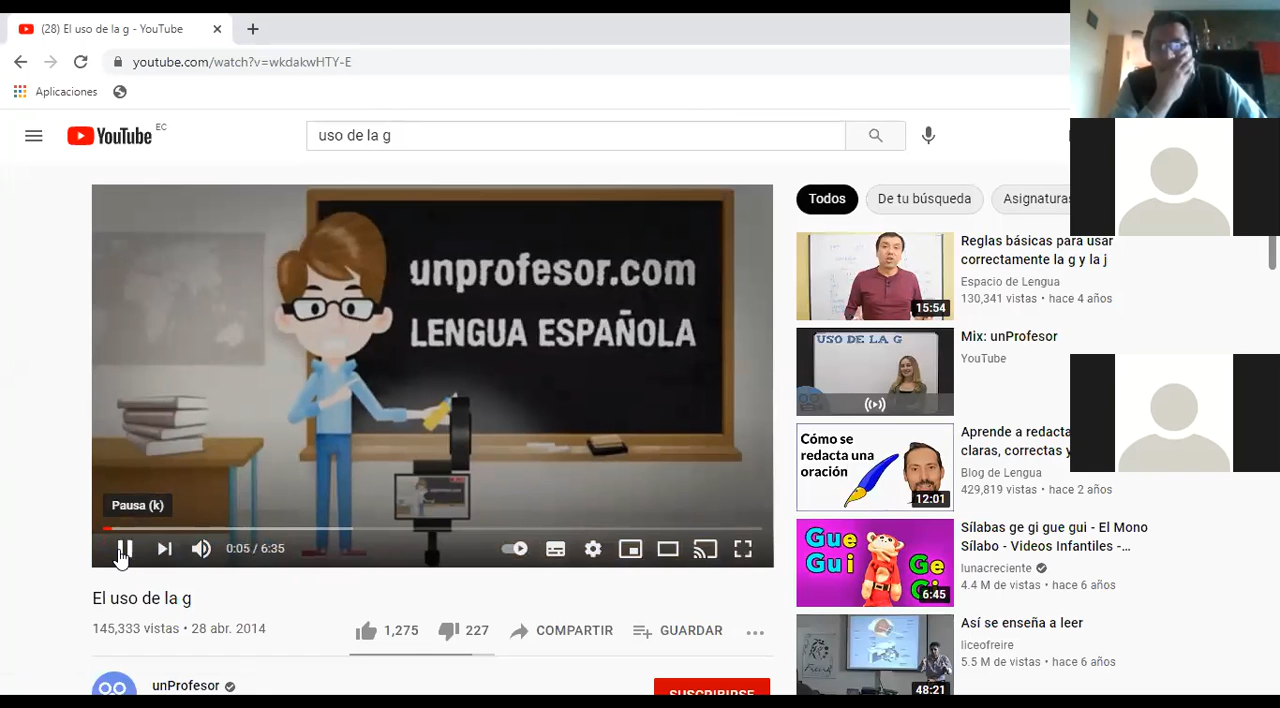 (28) El uso de la g - YouTube
youtube.com/watch?v=wkdakwHTY-E
Aplicaciones
YouTube EC
uso de la g
unprofesor.com
LENGUA ESPAÑOLA
Pausa (k)
0:05 / 6:35
El uso de la g
145,333 vistas • 28 abr. 2014
1,275
227
COMPARTIR
GUARDAR
unProfesor
SUSCRIBIRSE
Todos
De tu búsqueda
Asignaturas
15:54
Reglas básicas para usar
correctamente la g y la j
Espacio de Lengua
130,341 vistas • hace 4 años
USO DE LA G
Mix: unProfesor
YouTube
Cómo se
redacta una
oración
12:01
Aprende a redacta
claras, correctas y
Blog de Lengua
429,819 vistas • hace 2 años
Gue
Gui
Ge
6:45
Sílabas ge gi gue gui - El Mono
Sílabo - Videos Infantiles -...
lunacreciente
4.4 M de vistas • hace 6 años
48:21
Así se enseña a leer
liceofreire
5.5 M de vistas • hace 6 años